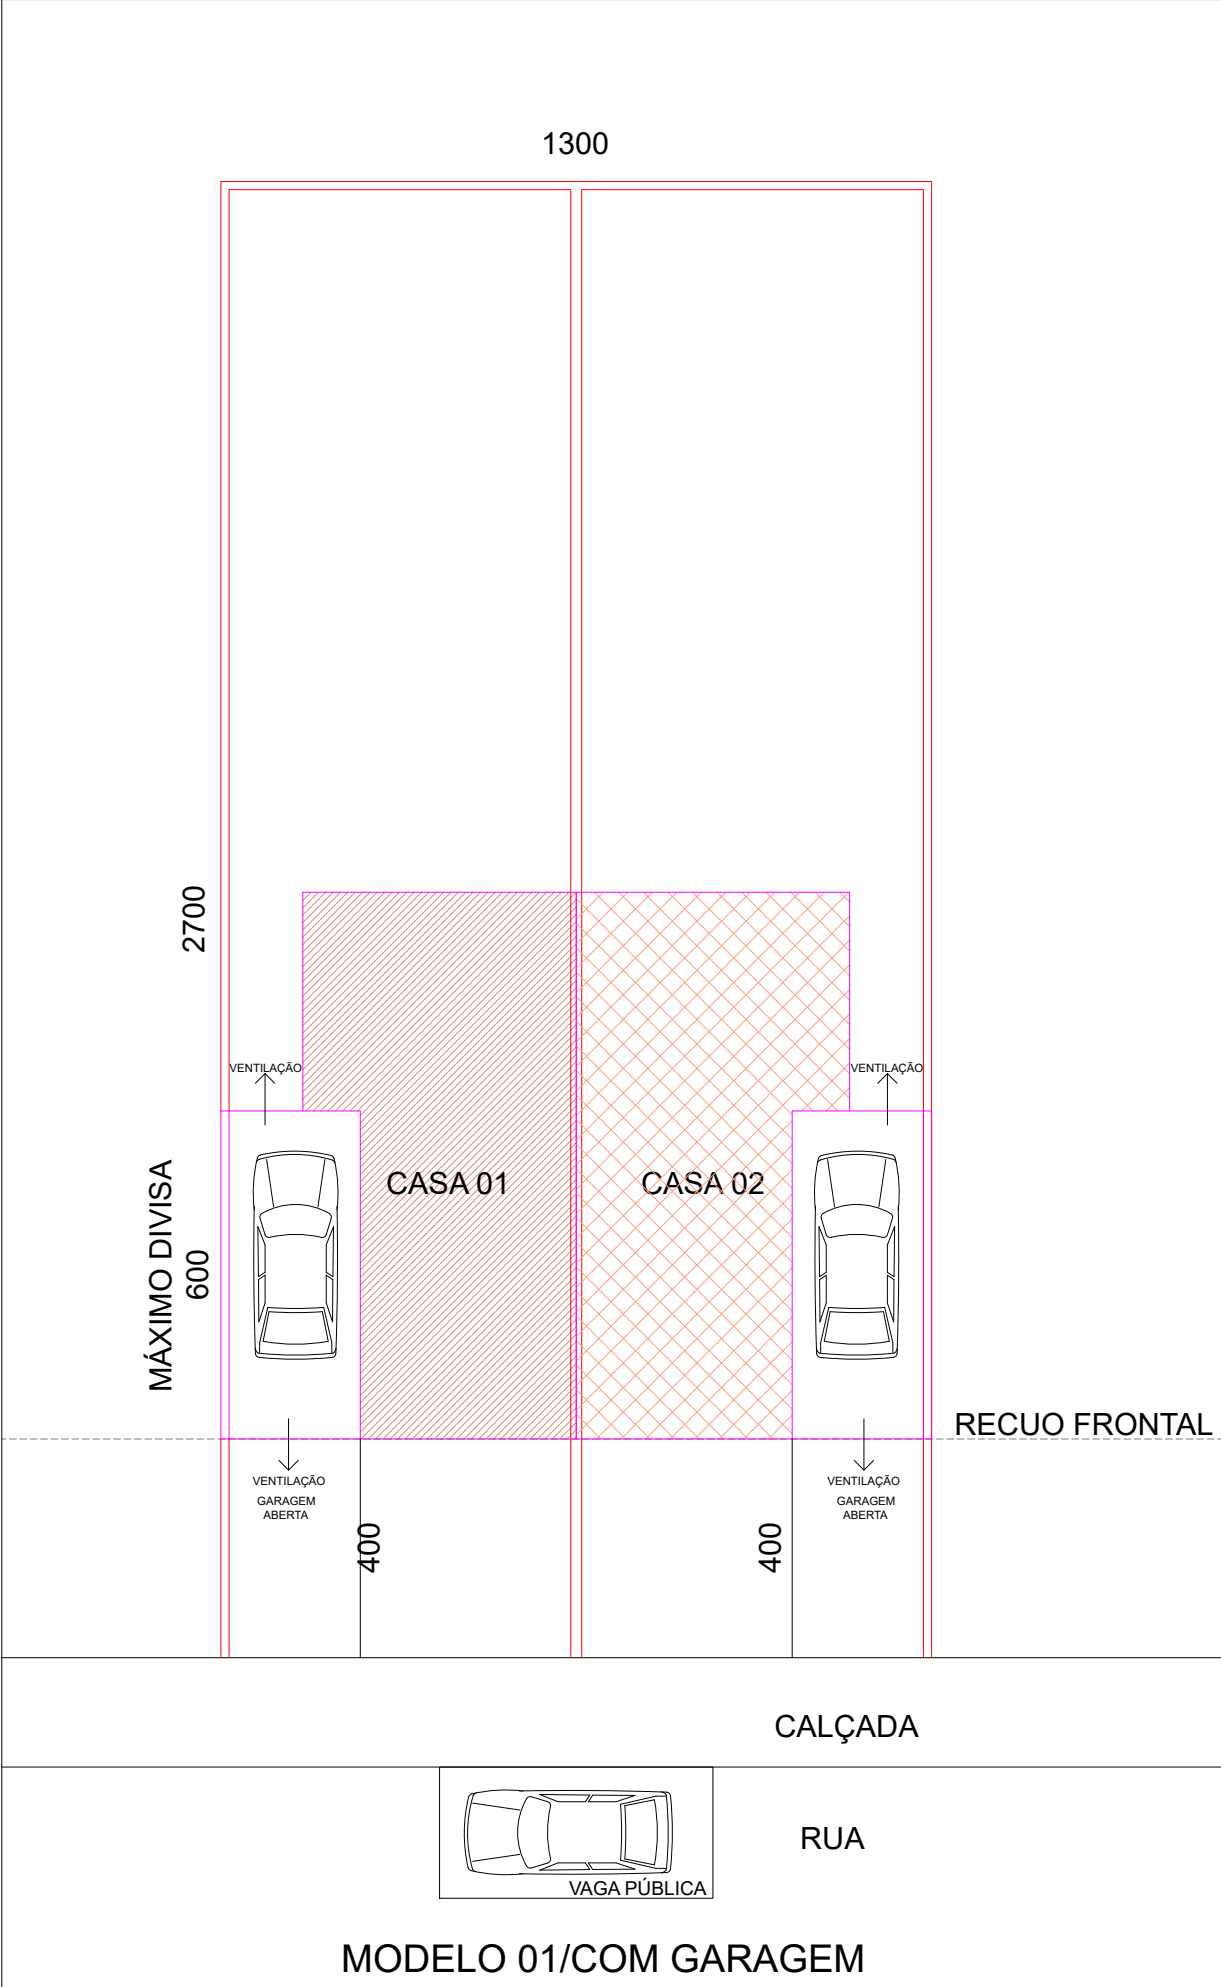 1300
2700
VENTILAÇÃO
VENTILAÇÃO
MÁXIMO DIVISA
600
CASA 01
CASA 02
RECUO FRONTAL
VENTILAÇÃO
GARAGEM
ABERTA
VENTILAÇÃO
GARAGEM
ABERTA
400
400
CALÇADA
RUA
VAGA PÚBLICA
MODELO 01/COM GARAGEM